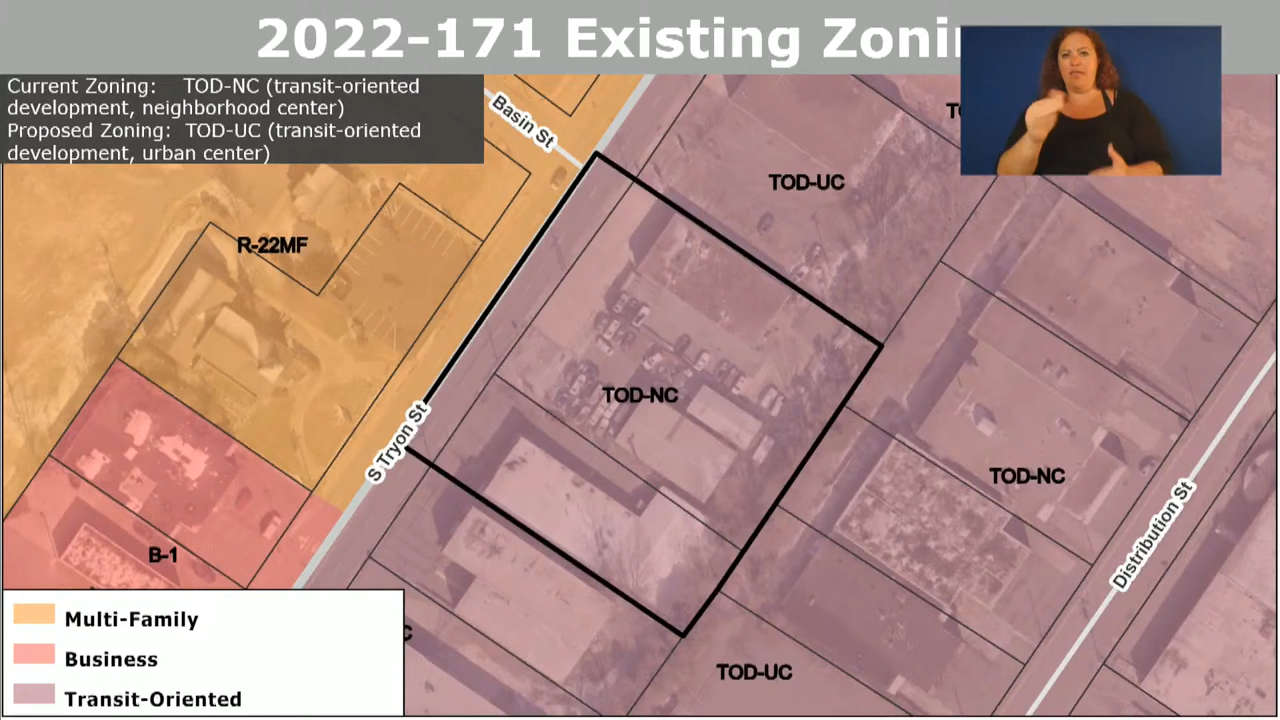 2022-171 Existing Zonin
Current Zoning: TOD-NC (transit-oriented
development, neighborhood center)
Proposed Zoning: TOD-UC (transit-oriented
development, urban center)
Basin St
TOD-UC
R-22MF
TOD-NC
S Tryon St
TOD-NC
Distribution St
B-1
TOD-UC
Multi-Family
Business
Transit-Oriented